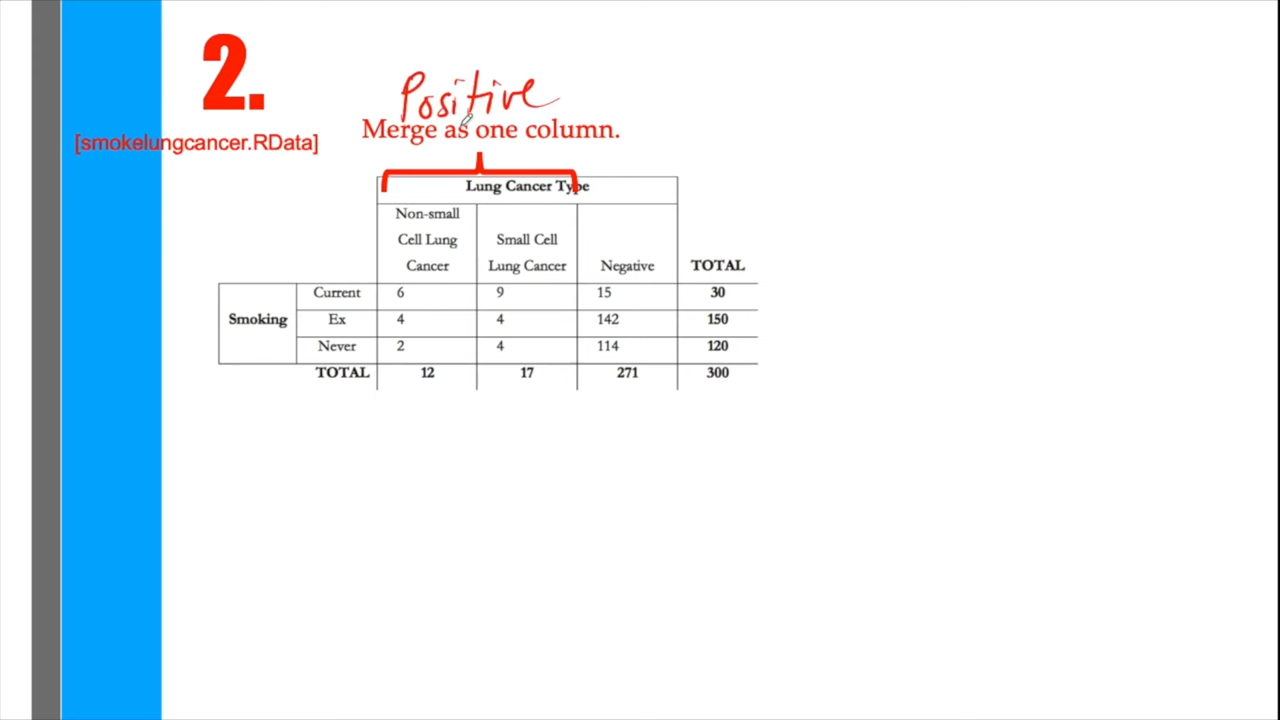 2.
[smokelungcancer.RData]
Positive
Merge as one column.
Lung Cancer Type
Non-small
Cell Lung
Cancer
Small Cell
Lung Cancer
Negative
TOTAL
Smoking
Current 6 9 15 30
Ex 4 4 142 150
Never 2 4 114 120
TOTAL 12 17 271 300